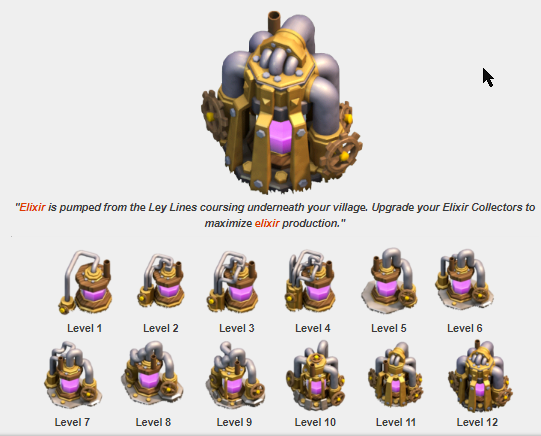 "Elixir is pumped from the Ley Lines coursing underneath your village. Upgrade your Elixir Collectors to
maximize elixir production."
Level 1 Level 2 Level 3 Level 4 Level 5 Level 6
Level 7 Level 8 Level 9 Level 10 Level 11 Level 12